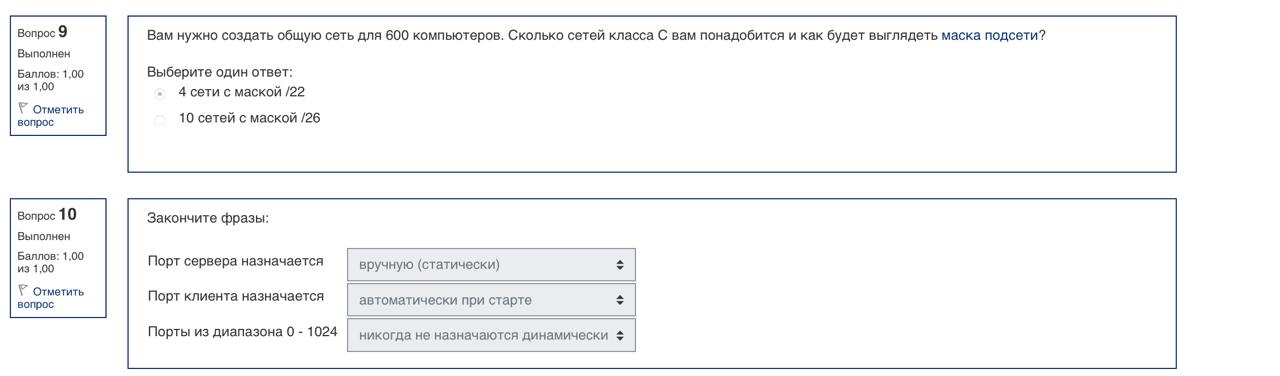 Вопрос 9
Выполнен
Баллов: 1,00
из 1,00
Отметить
вопрос
Вам нужно создать общую сеть для 600 компьютеров. Сколько сетей класса C вам понадобится и как будет выглядеть маска подсети?
Выберите один ответ:
4 сети с маской /22
10 сетей с маской /26
Вопрос 10
Выполнен
Баллов: 1,00
из 1,00
Отметить
вопрос
Закончите фразы:
Порт сервера назначается вручную (статически)
Порт клиента назначается автоматически при старте
Порты из диапазона 0 - 1024 никогда не назначаются динамически